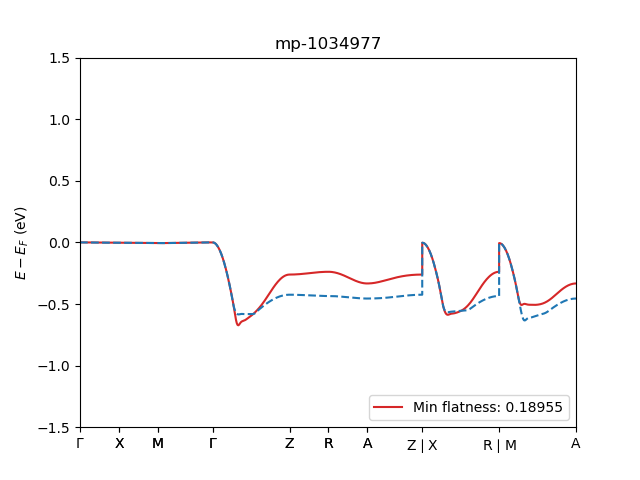 mp-1034977
E − E_F (eV)
1.5
1.0
0.5
0.0
−0.5
−1.0
−1.5
Min flatness: 0.18955
Γ X M Γ Z R A Z | X R | M A